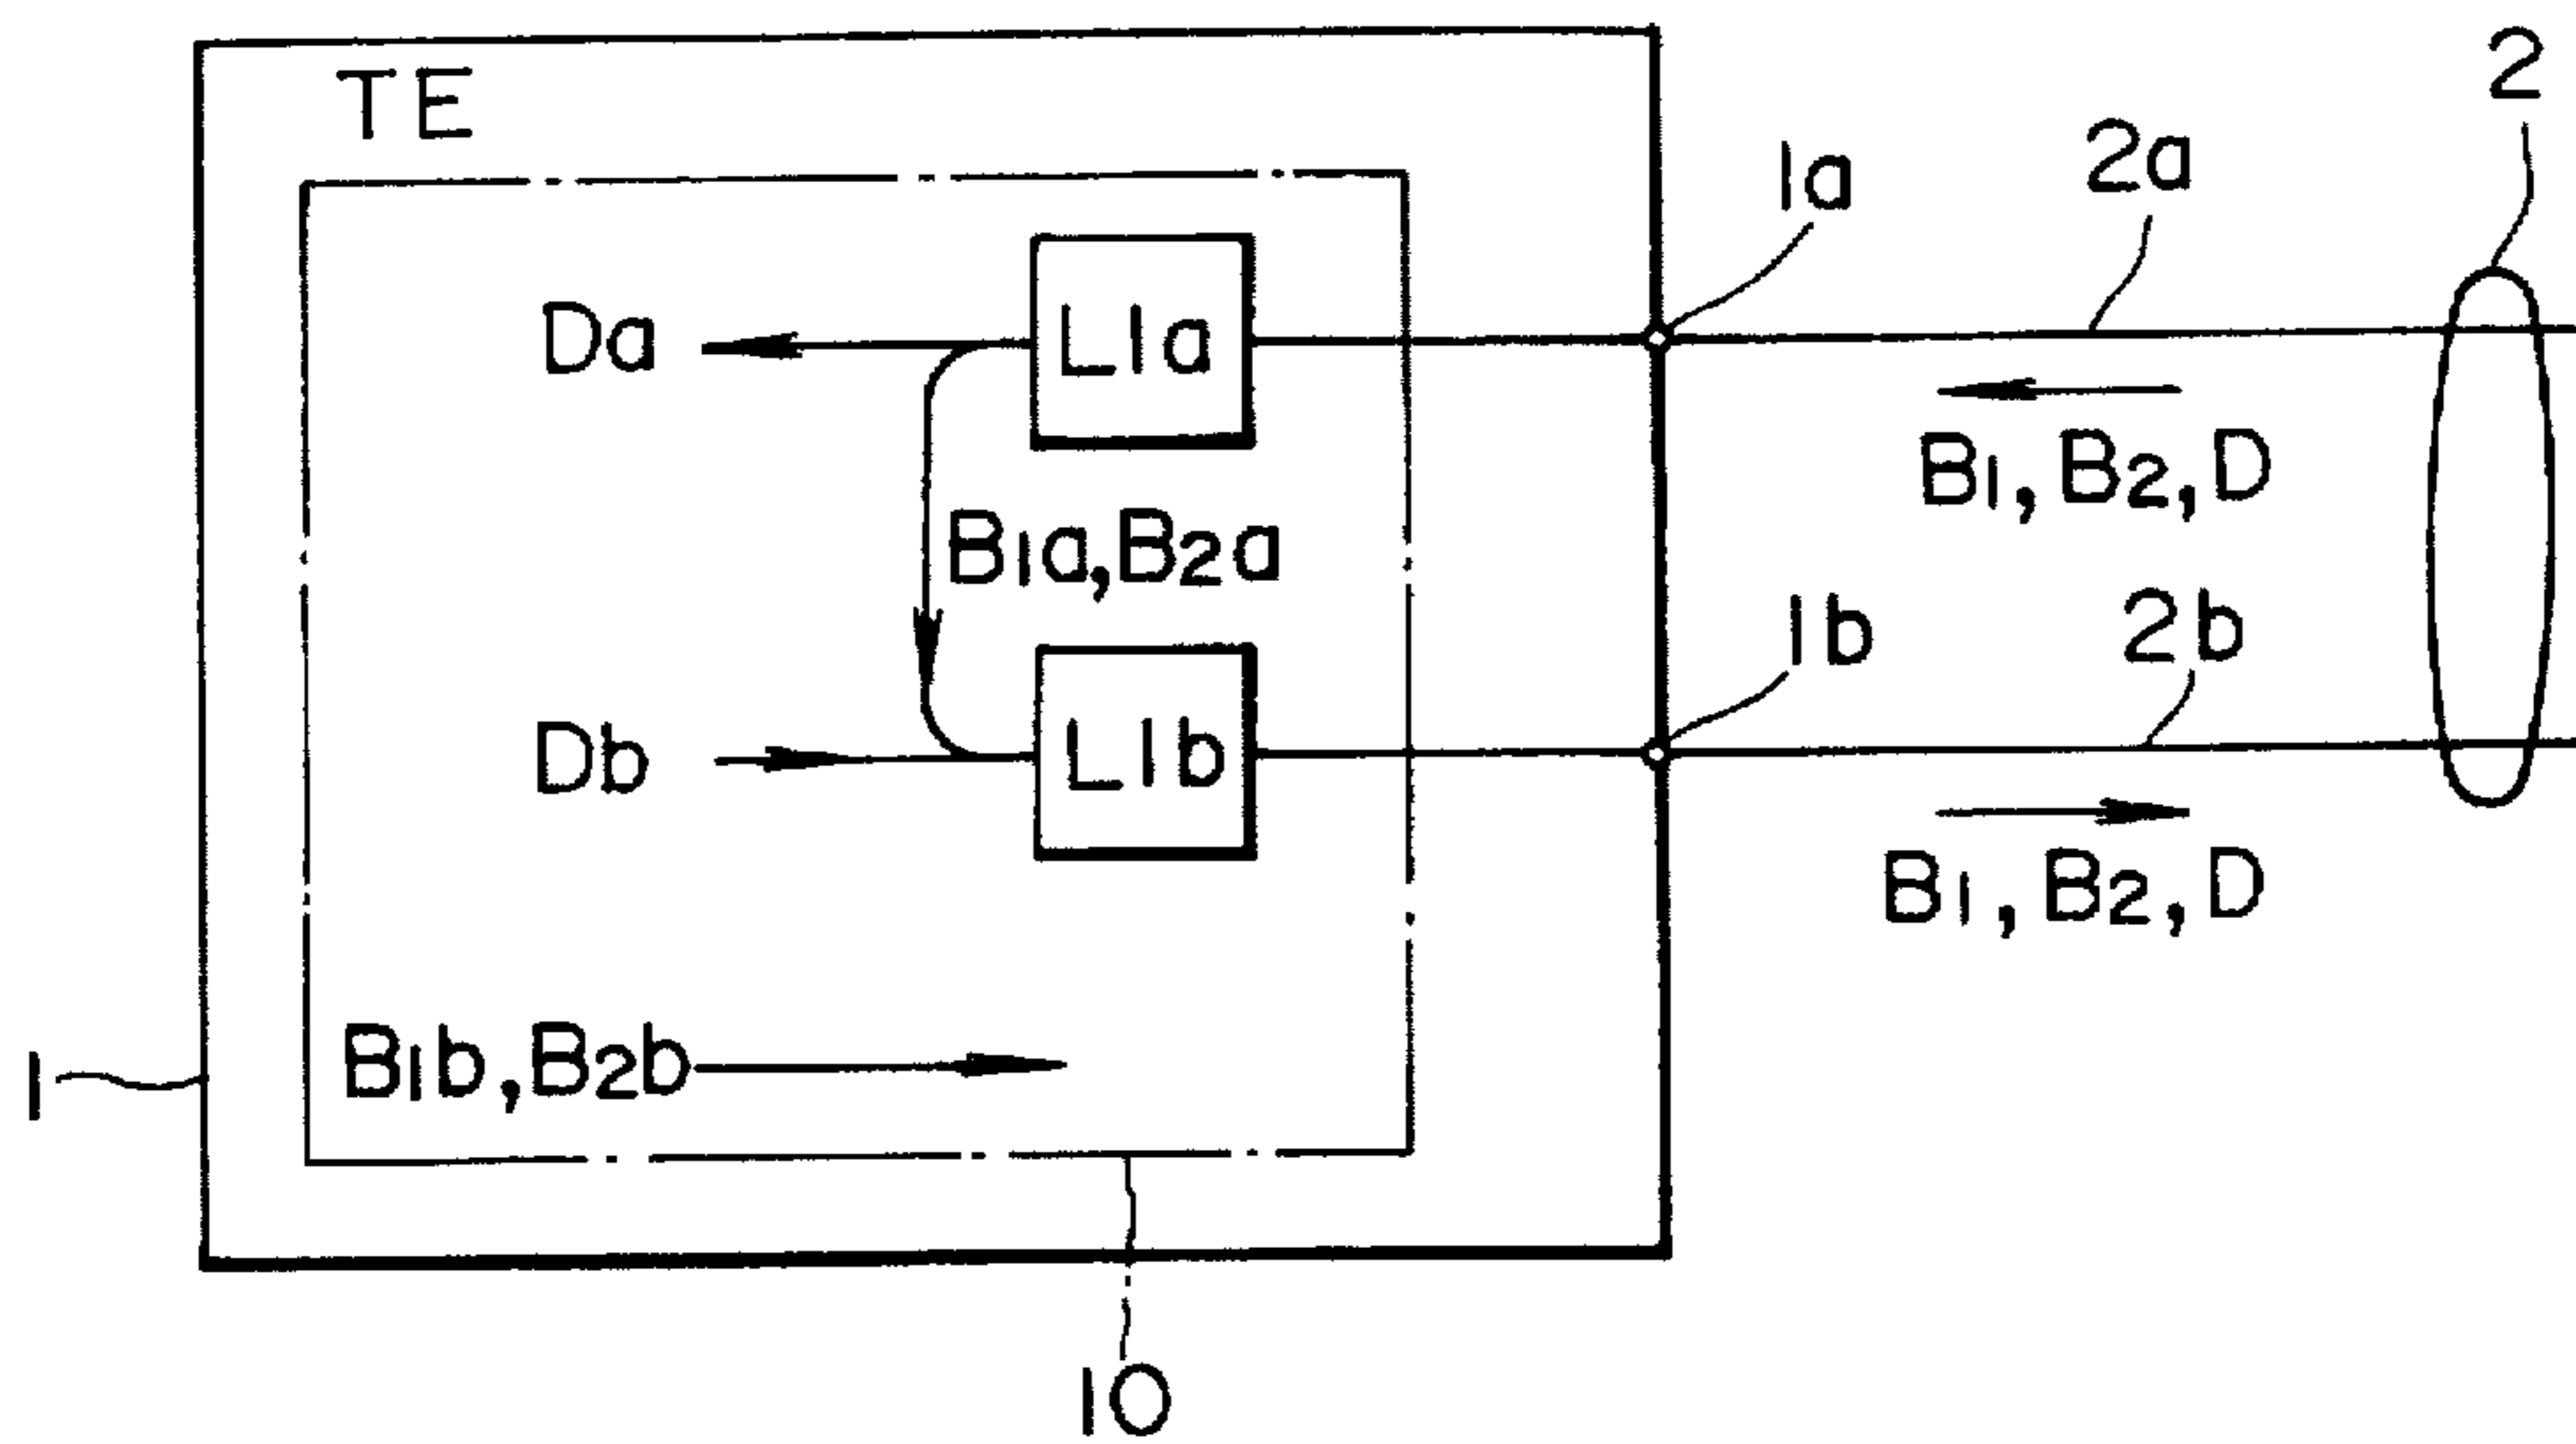 TE
2
2a
1a
Da
L1a
B1, B2, D
B1a, B2a
1b
2b
Db
L1b
B1, B2, D
B1b, B2b
1
10